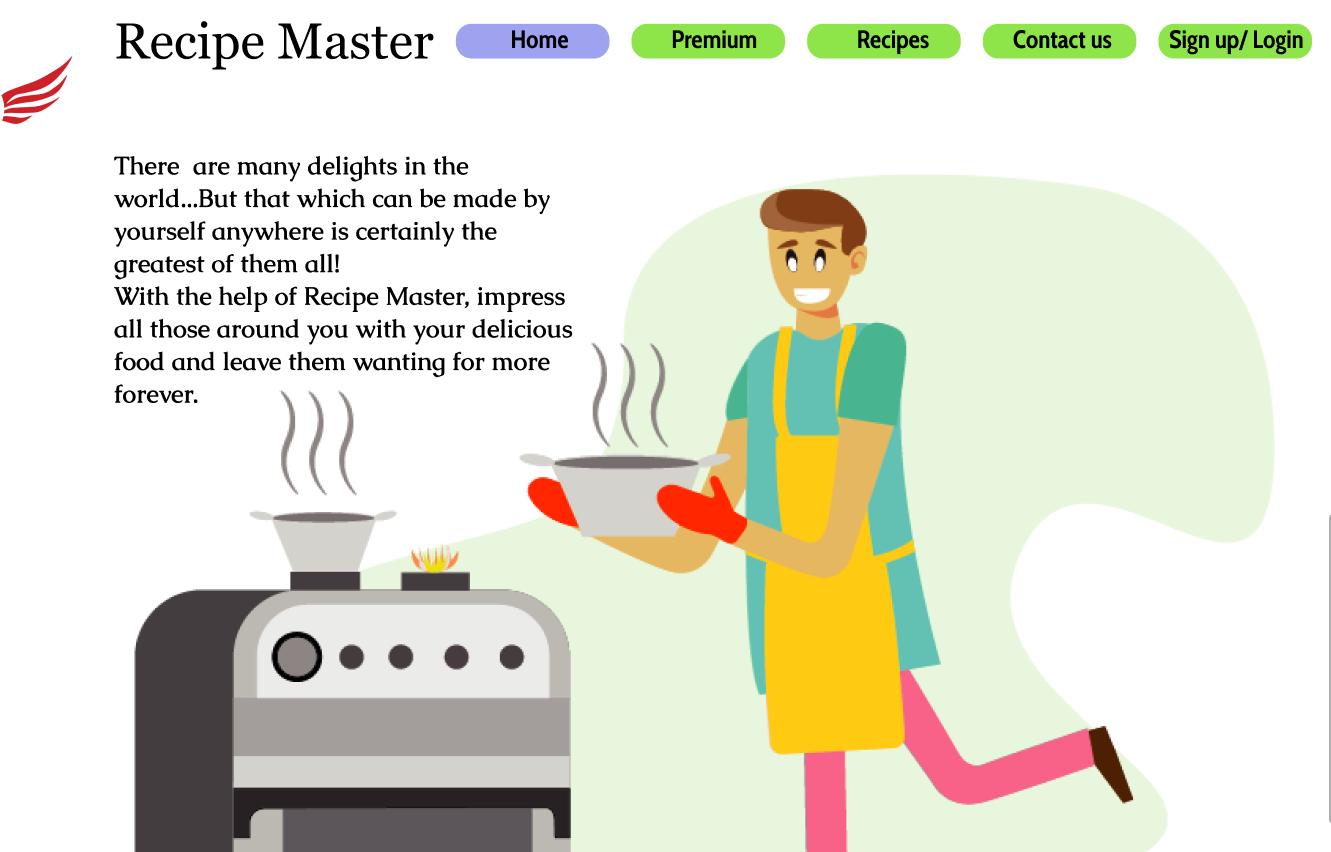 Recipe Master
Home
Premium
Recipes
Contact us
Sign up/ Login
There  are many delights in the
world...But that which can be made by
yourself anywhere is certainly the
greatest of them all!
With the help of Recipe Master, impress
all those around you with your delicious
food and leave them wanting for more
forever.